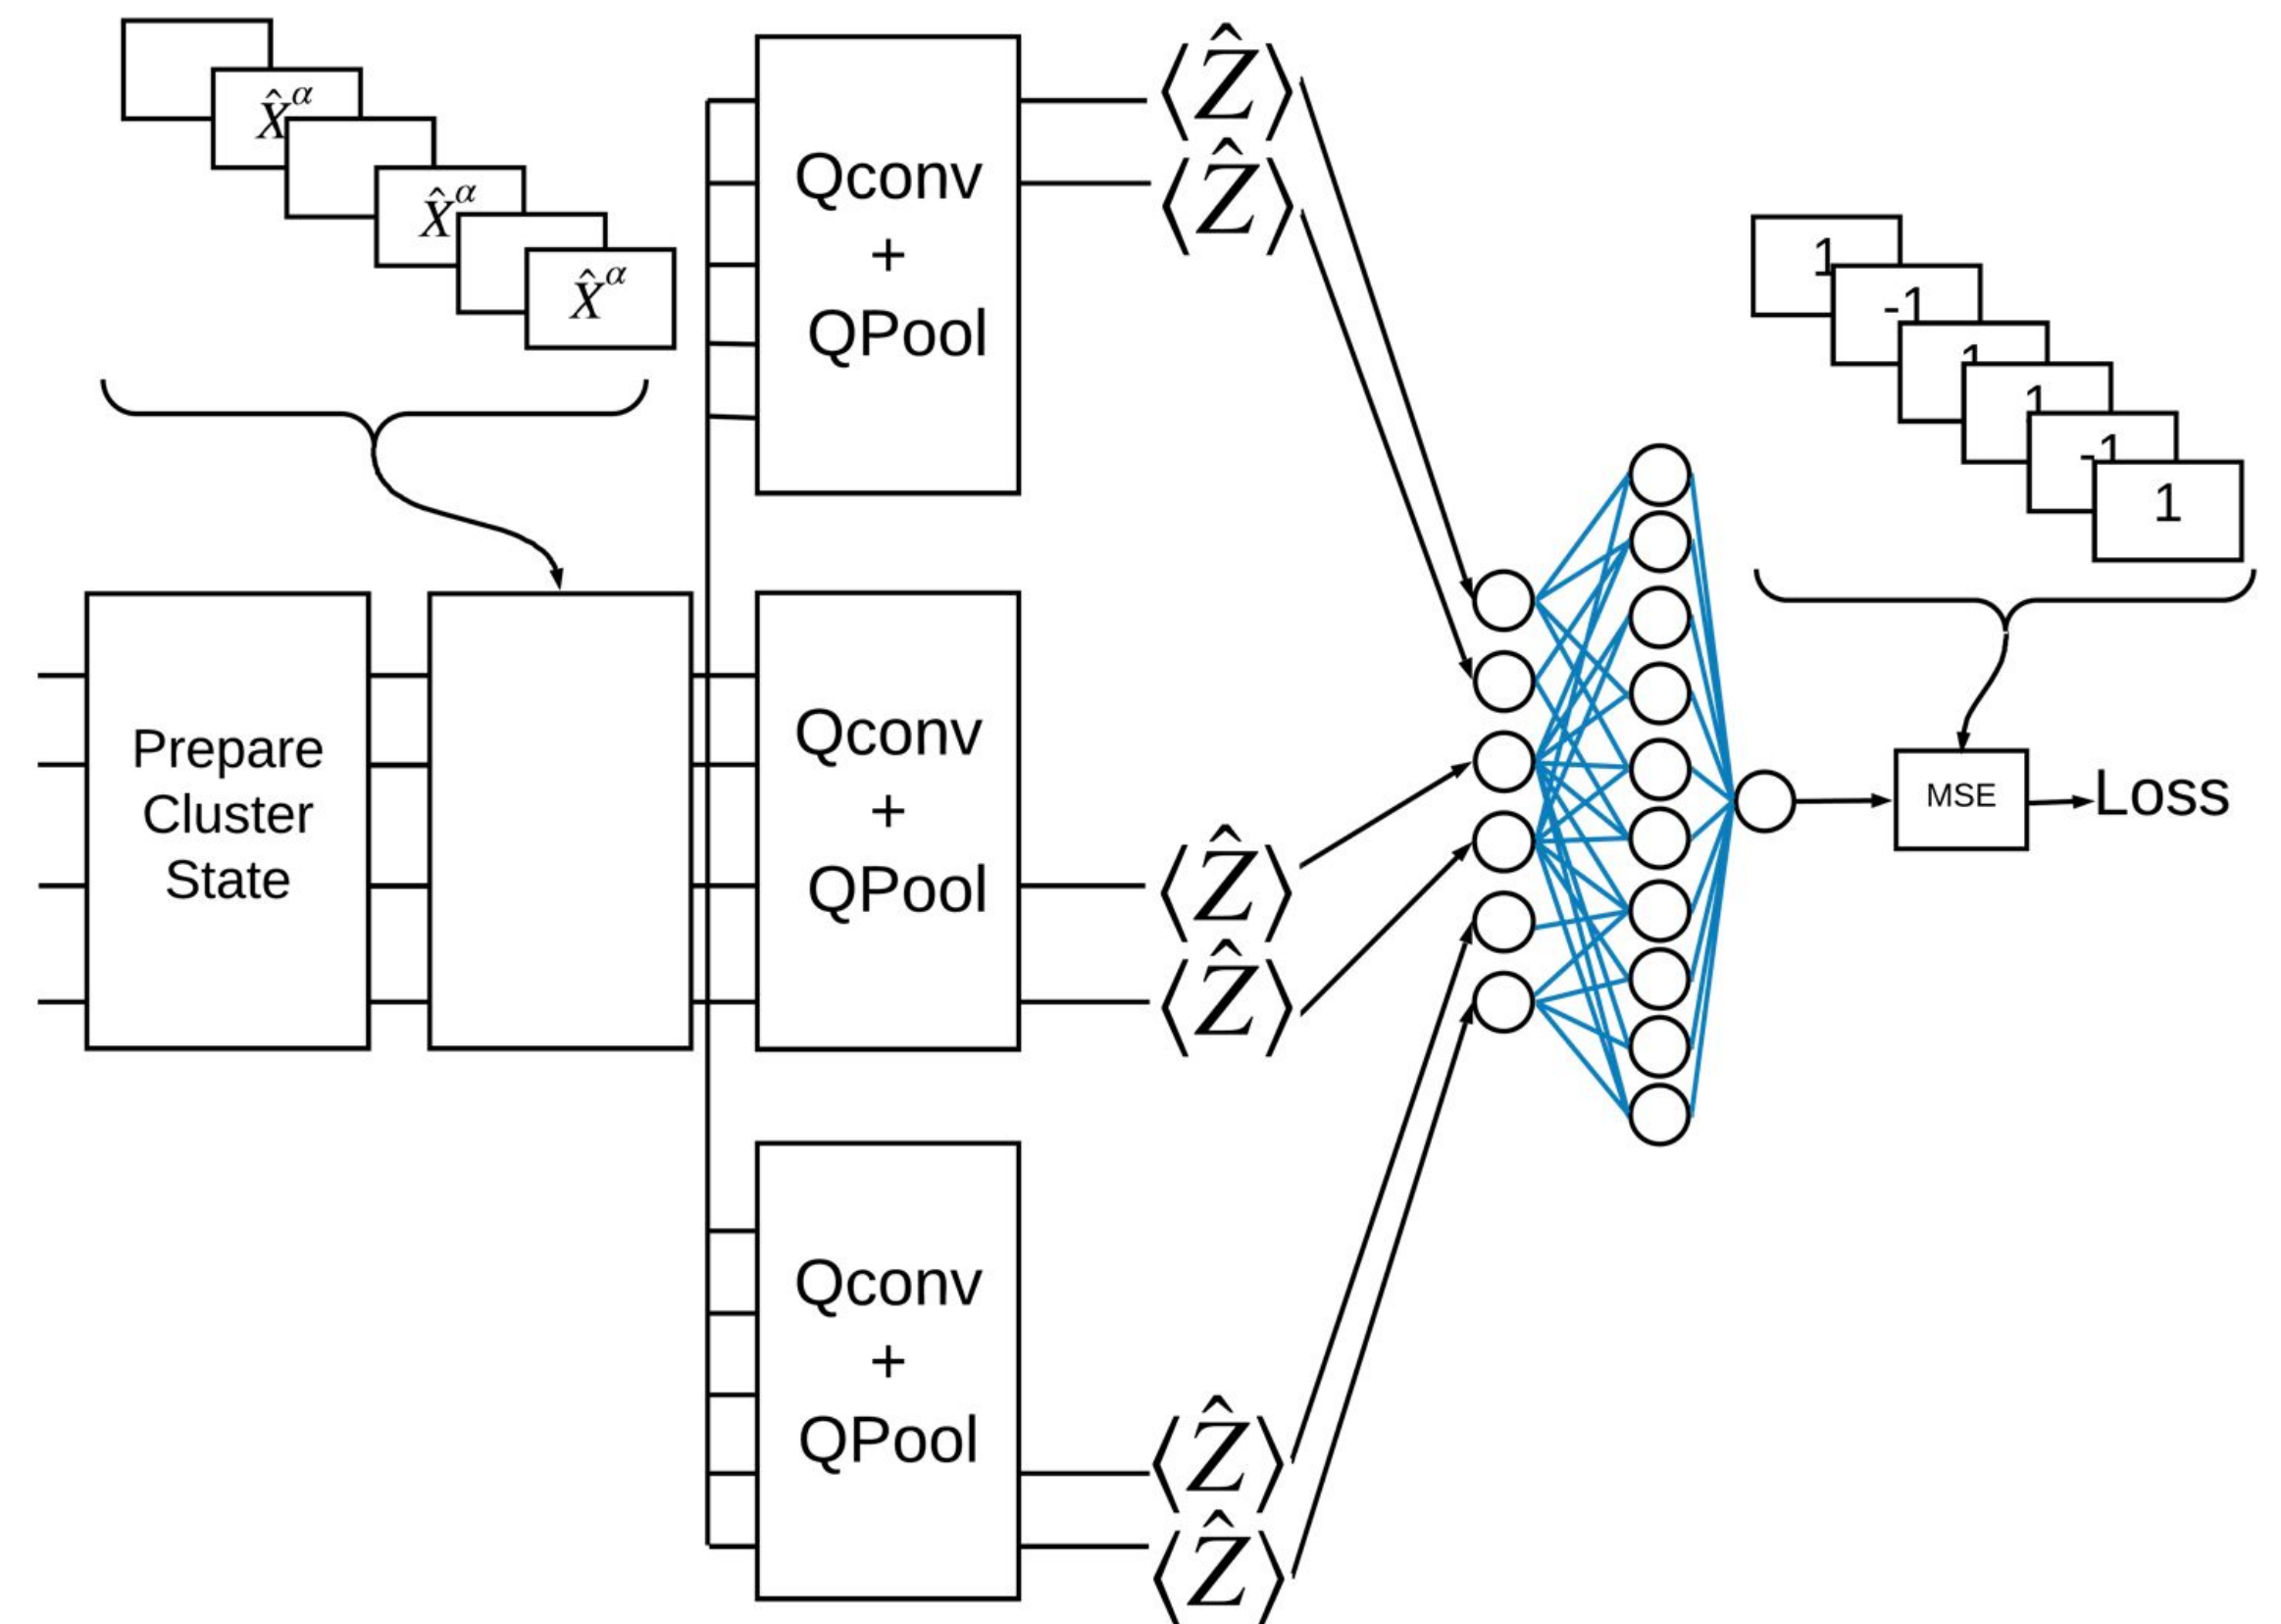 X̂^α
X̂^α
X̂^α
Prepare
Cluster
State
Qconv
+
QPool
Qconv
+
QPool
Qconv
+
QPool
⟨Ẑ⟩
⟨Ẑ⟩
⟨Ẑ⟩
⟨Ẑ⟩
⟨Ẑ⟩
⟨Ẑ⟩
1
-1
1
1
-1
1
MSE
Loss